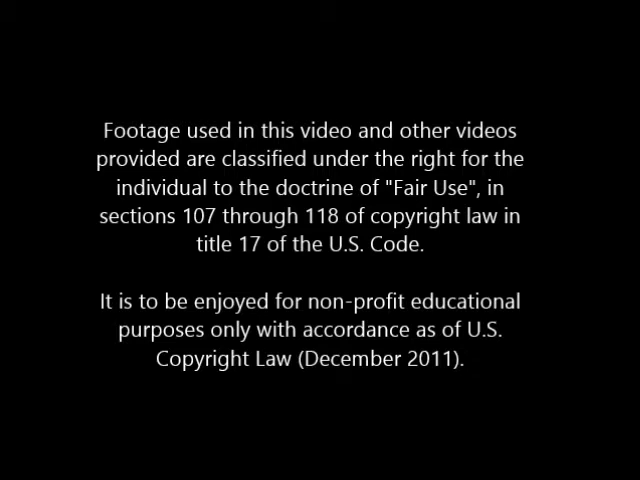 Footage used in this video and other videos
provided are classified under the right for the
individual to the doctrine of "Fair Use", in
sections 107 through 118 of copyright law in
title 17 of the U.S. Code.
It is to be enjoyed for non-profit educational
purposes only with accordance as of U.S.
Copyright Law (December 2011).